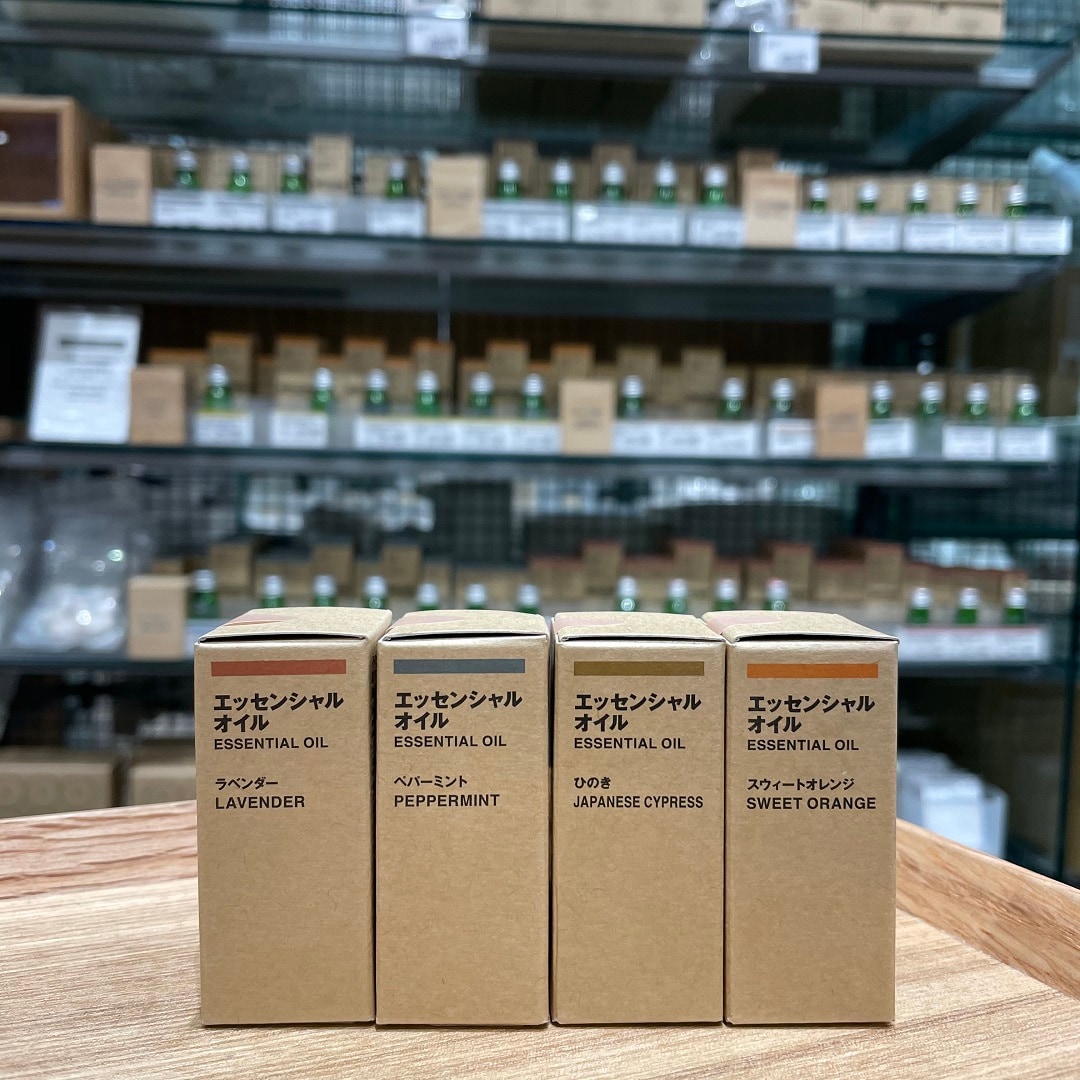 エッセンシャル
オイル
ESSENTIAL OIL
ラベンダー
LAVENDER
エッセンシャル
オイル
ESSENTIAL OIL
ペパーミント
PEPPERMINT
エッセンシャル
オイル
ESSENTIAL OIL
ひのき
JAPANESE CYPRESS
エッセンシャル
オイル
ESSENTIAL OIL
スウィートオレンジ
SWEET ORANGE